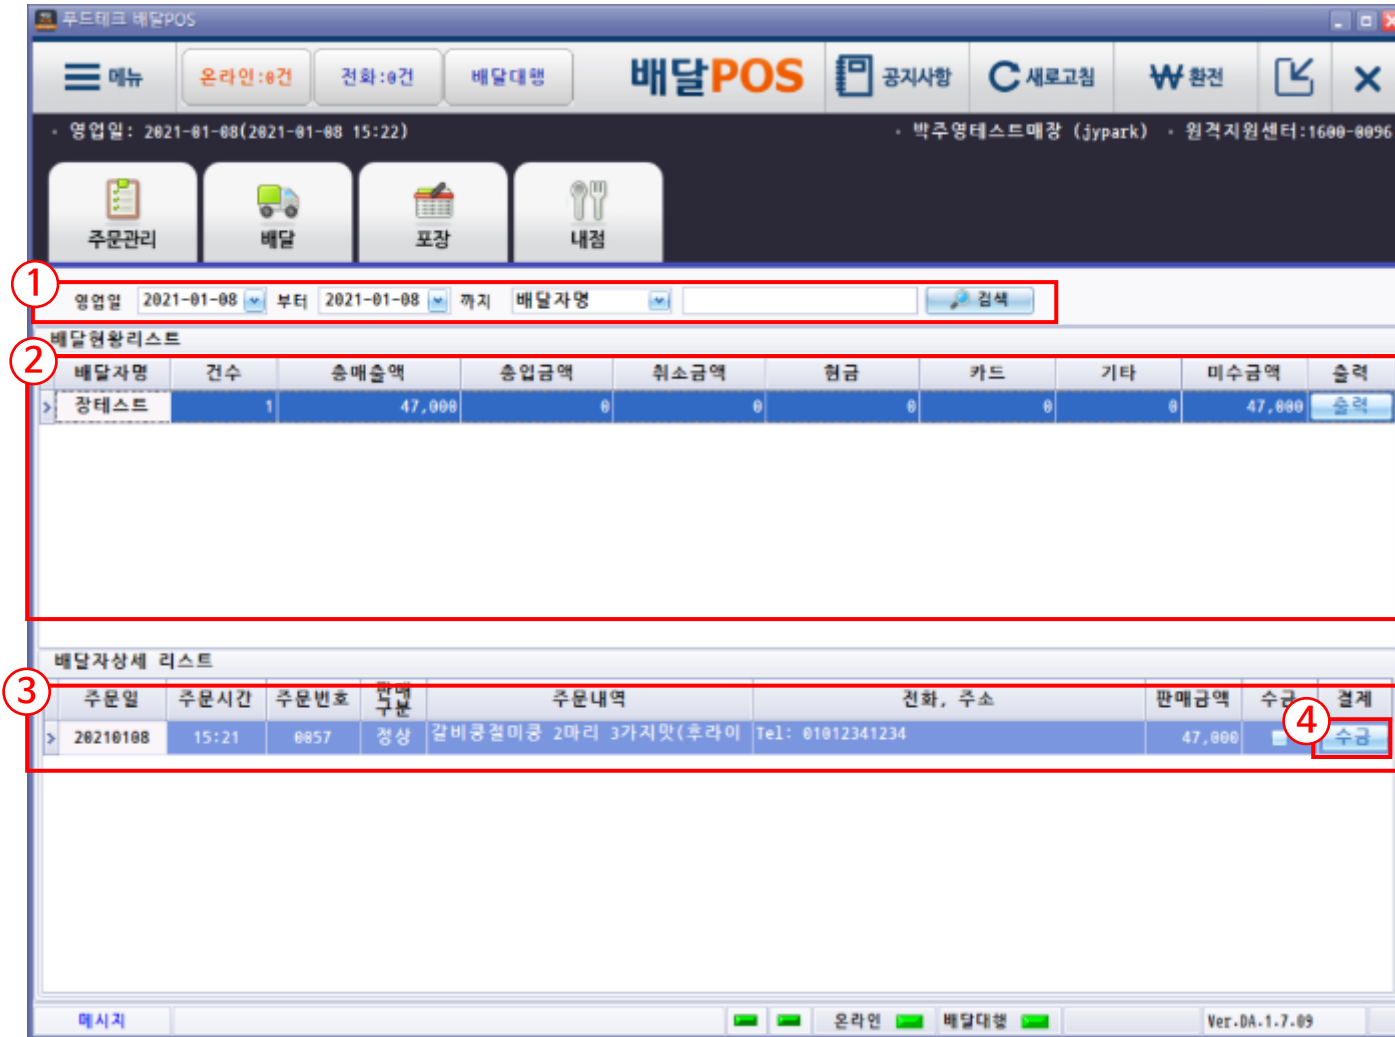 푸드테크 배달POS
메뉴 온라인:0건 전화:0건 배달대행 배달POS 공지사항 새로고침 ₩ 환전
· 영업일: 2021-01-08(2021-01-08 15:22) · 박주영테스트매장 (jypark) · 원격지원센터:1600-0096
주문관리 배달 포장 내점
1
영업일 2021-01-08 부터 2021-01-08 까지 배달자명 검색
배달현황리스트
2
배달자명 건수 총매출액 총입금액 취소금액 현금 카드 기타 미수금액 출력
장테스트 1 47,000 0 0 0 0 0 47,000 출력
배달자상세 리스트
3
주문일 주문시간 주문번호 판매구분 주문내역 전화, 주소 판매금액 수금 결제
4
20210108 15:21 0057 정상 갈비쿵절미쿵 2마리 3가지맛(후라이 Tel: 01012341234 47,000 수금
메시지 온라인 배달대행 Ver.DA.1.7.09